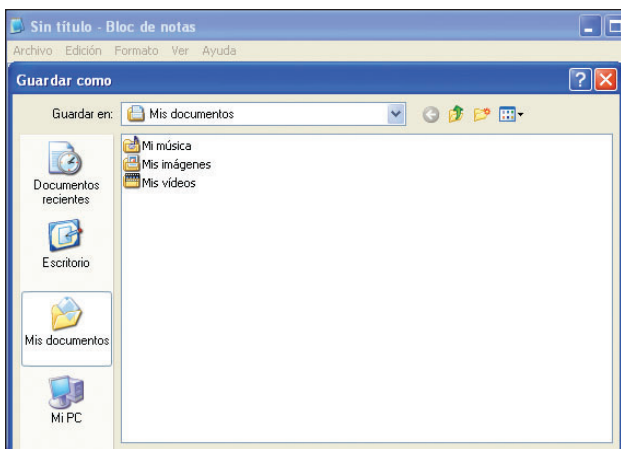 Sin título - Bloc de notas
Archivo Edición Formato Ver Ayuda
Guardar como
Guardar en: Mis documentos
Mi música
Mis imágenes
Mis vídeos
Documentos
recientes
Escritorio
Mis documentos
Mi PC